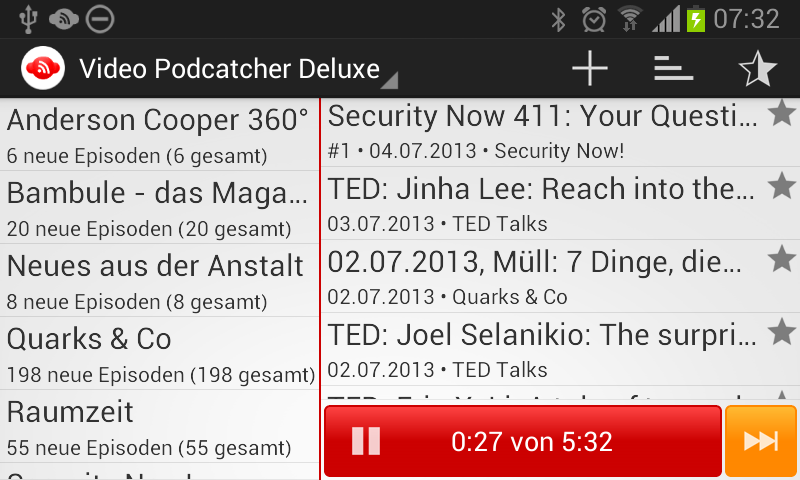 07:32
Video Podcatcher Deluxe
Anderson Cooper 360°
6 neue Episoden (6 gesamt)
Bambule - das Maga...
20 neue Episoden (20 gesamt)
Neues aus der Anstalt
8 neue Episoden (8 gesamt)
Quarks & Co
198 neue Episoden (198 gesamt)
Raumzeit
55 neue Episoden (55 gesamt)
Security Now 411: Your Questi...
#1 • 04.07.2013 • Security Now!
TED: Jinha Lee: Reach into the...
03.07.2013 • TED Talks
02.07.2013, Müll: 7 Dinge, die...
02.07.2013 • Quarks & Co
TED: Joel Selanikio: The surpri...
02.07.2013 • TED Talks
0:27 von 5:32